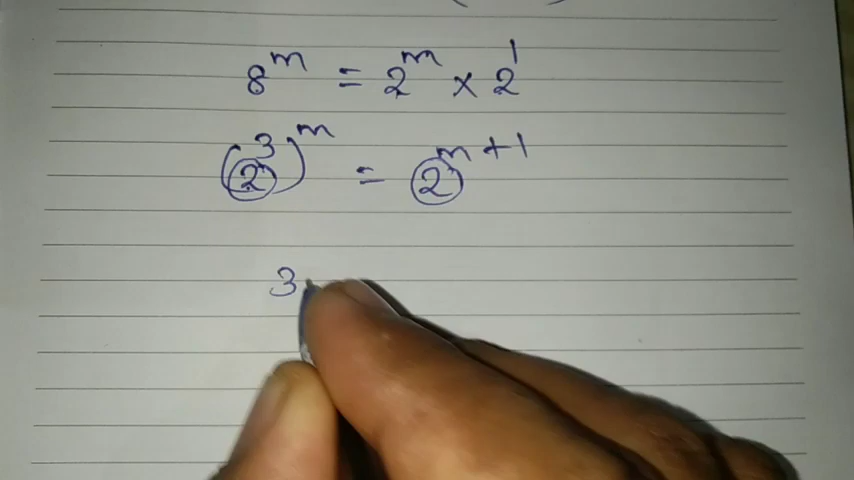 8^m = 2^m × 2^1
(2^3)^m = 2^(m+1)
3